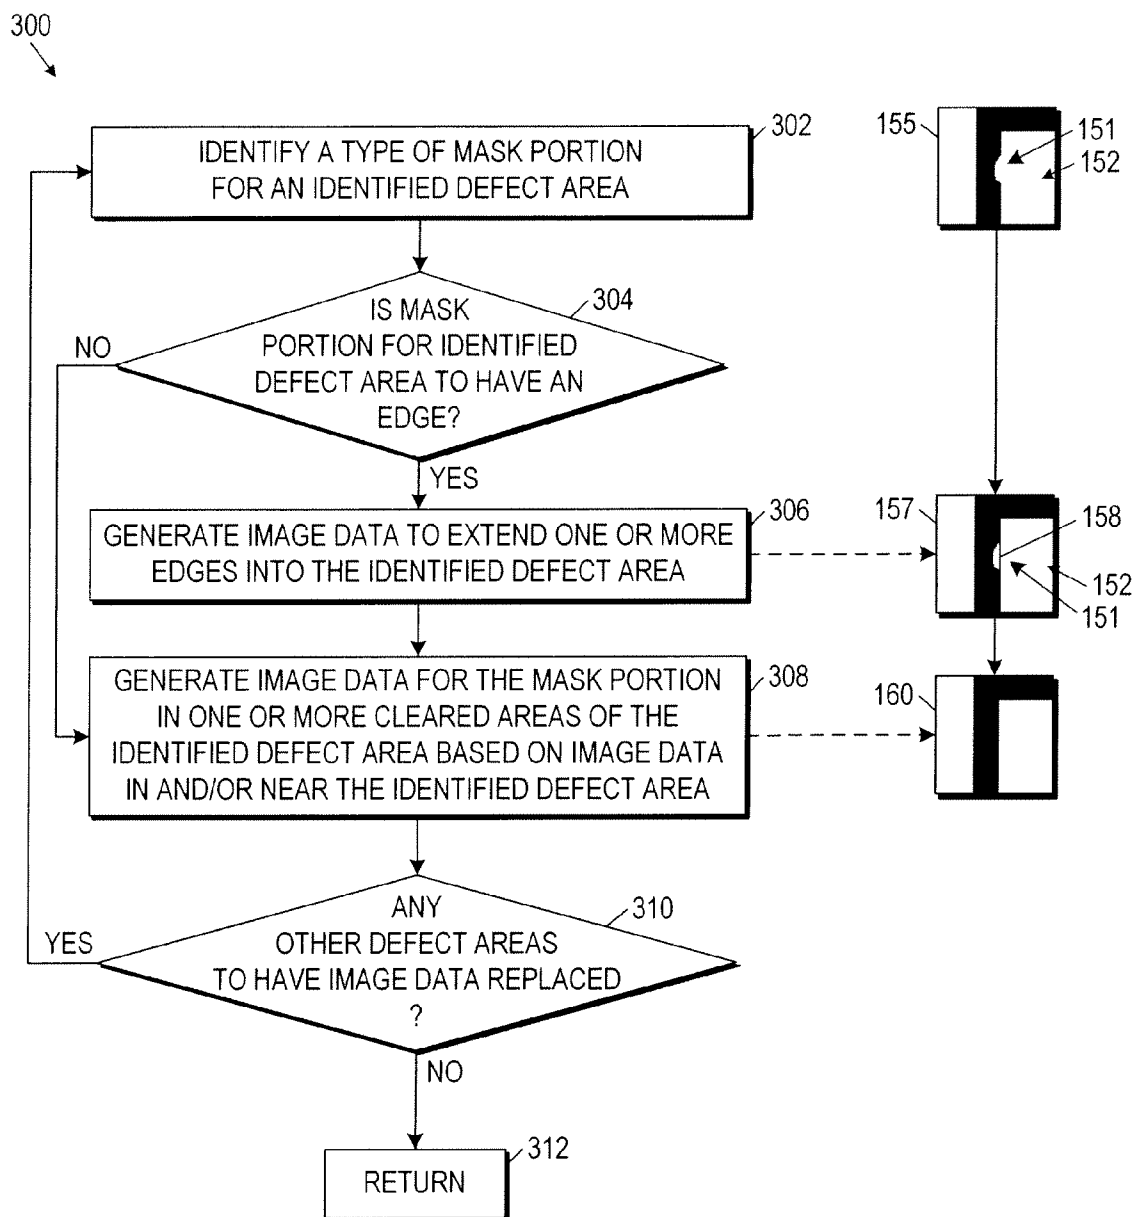 300
302
IDENTIFY A TYPE OF MASK PORTION
FOR AN IDENTIFIED DEFECT AREA
155
151
152
304
IS MASK
PORTION FOR IDENTIFIED
DEFECT AREA TO HAVE AN
EDGE?
NO
YES
306
GENERATE IMAGE DATA TO EXTEND ONE OR MORE
EDGES INTO THE IDENTIFIED DEFECT AREA
157
158
152
151
308
GENERATE IMAGE DATA FOR THE MASK PORTION
IN ONE OR MORE CLEARED AREAS OF THE
IDENTIFIED DEFECT AREA BASED ON IMAGE DATA
IN AND/OR NEAR THE IDENTIFIED DEFECT AREA
160
310
ANY
OTHER DEFECT AREAS
TO HAVE IMAGE DATA REPLACED
?
YES
NO
312
RETURN